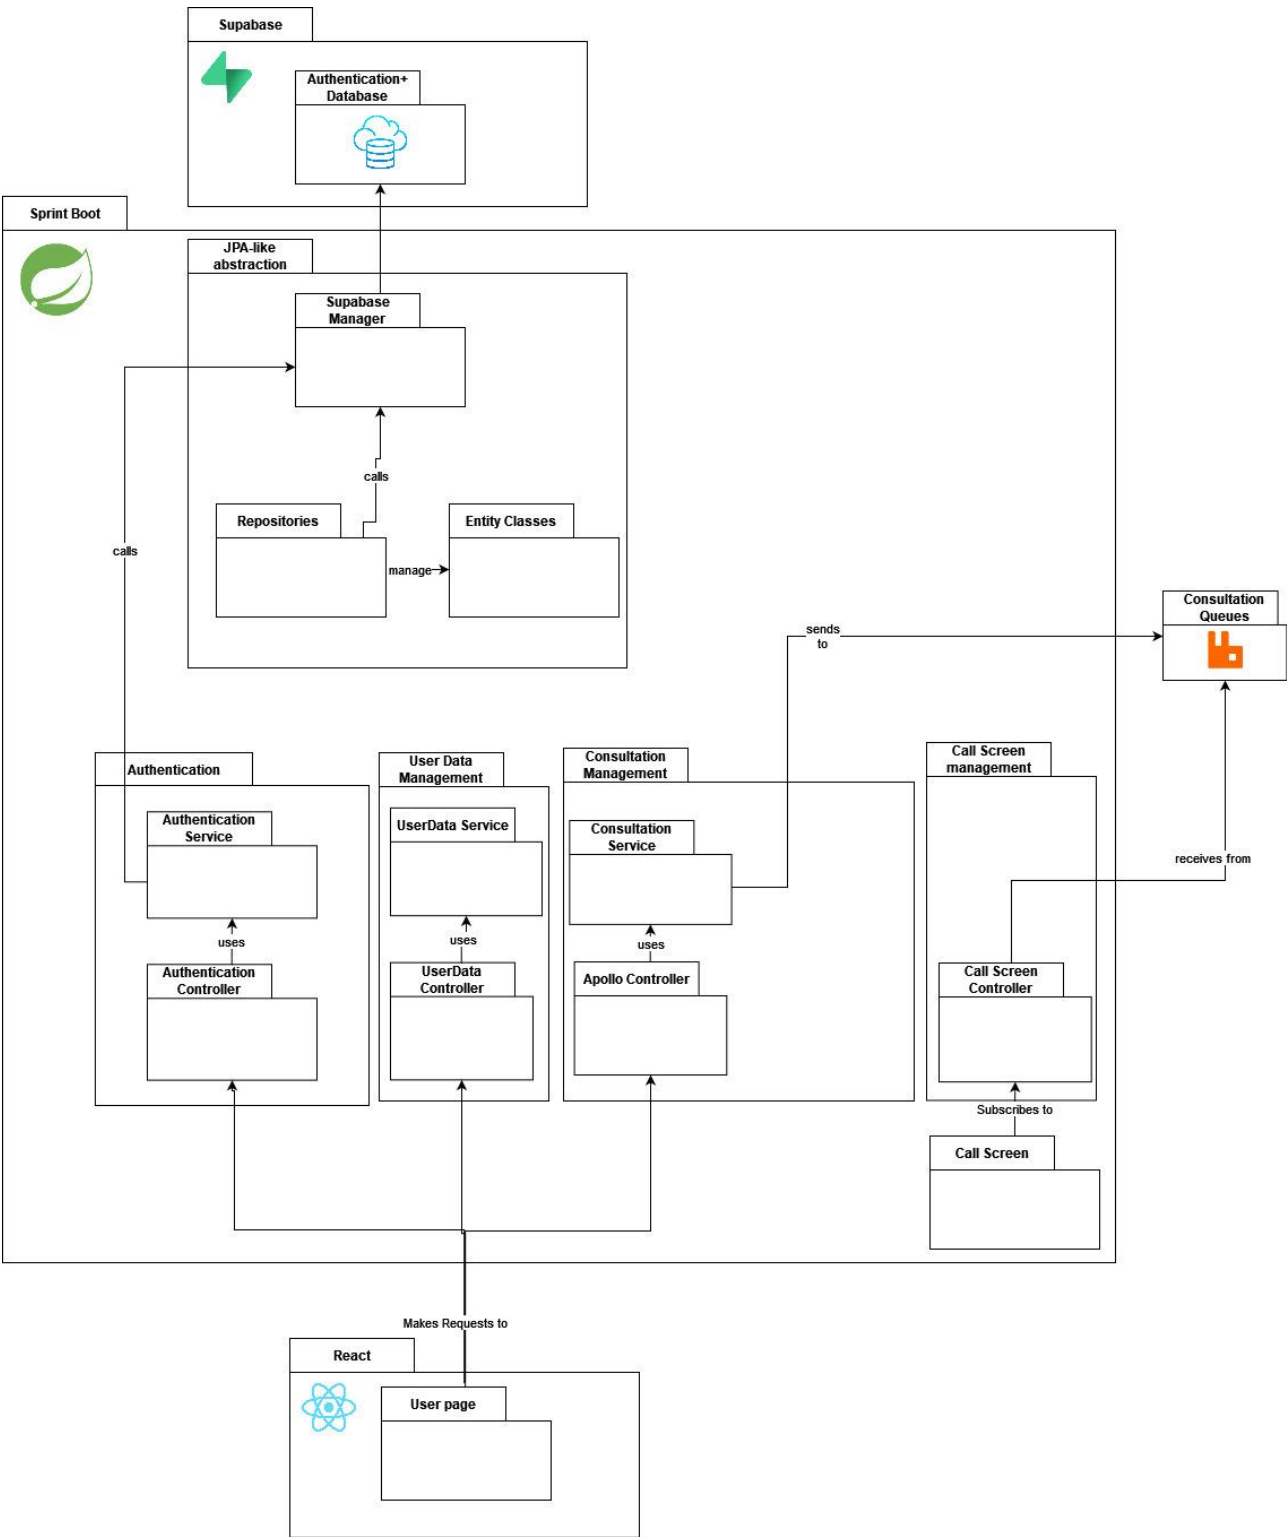 Supabase
Authentication+
Database
Sprint Boot
JPA-like
abstraction
Supabase
Manager
calls
Repositories
Entity Classes
calls
manage
Consultation
Queues
sends
to
Authentication
User Data
Management
Consultation
Management
Call Screen
management
Authentication
Service
UserData Service
Consultation
Service
receives from
uses
uses
uses
Authentication
Controller
UserData
Controller
Apollo Controller
Call Screen
Controller
Subscribes to
Call Screen
Makes Requests to
React
User page